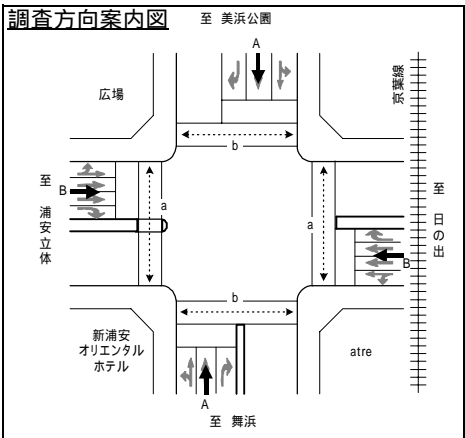 調査方向案内図
至 美浜公園
A
広場
京葉線
b
至 浦安立体
B
a
a
至 日の出
B
b
新浦安
オリエンタル
ホテル
atre
A
至 舞浜